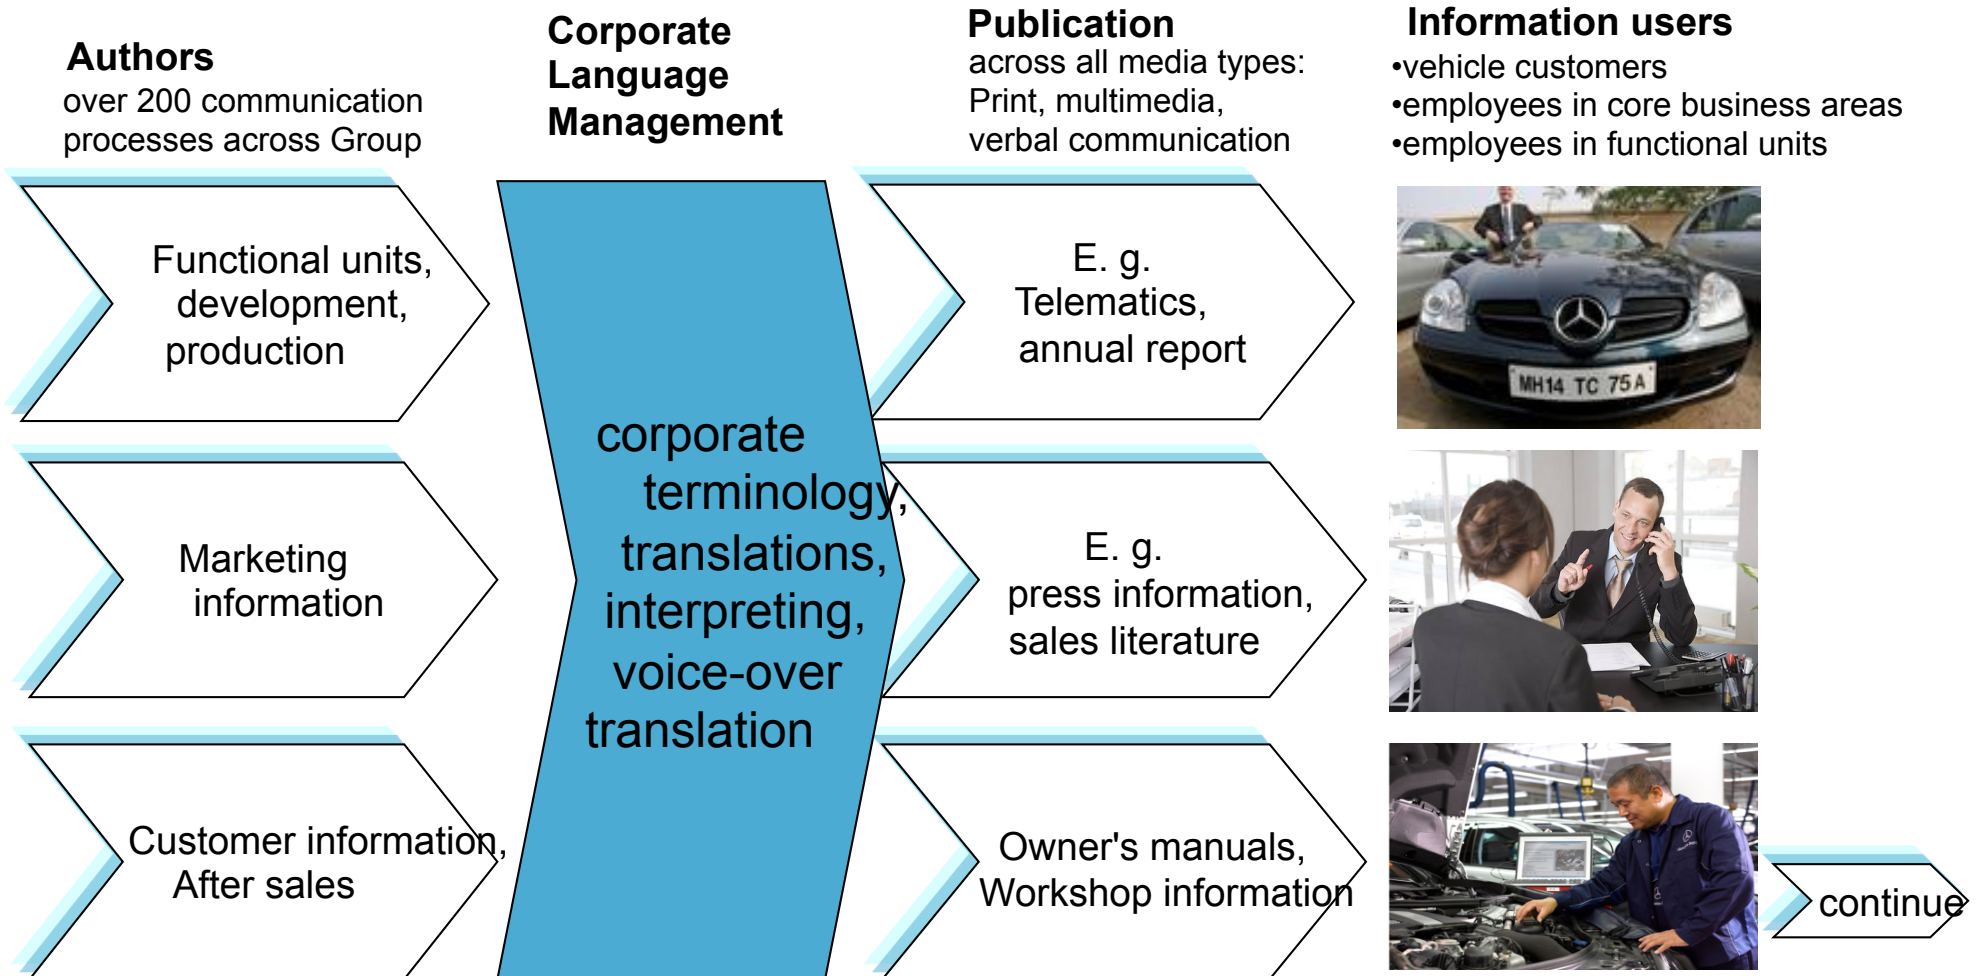 Authors
over 200 communication
processes across Group
Corporate
Language
Management
Publication
across all media types:
Print, multimedia,
verbal communication
Information users
•vehicle customers
•employees in core business areas
•employees in functional units
Functional units,
development,
production
Marketing
information
Customer information,
After sales
corporate
terminology,
translations,
interpreting,
voice-over
translation
E. g.
Telematics,
annual report
E. g.
press information,
sales literature
Owner's manuals,
Workshop information
MH14 TC 75A
continue